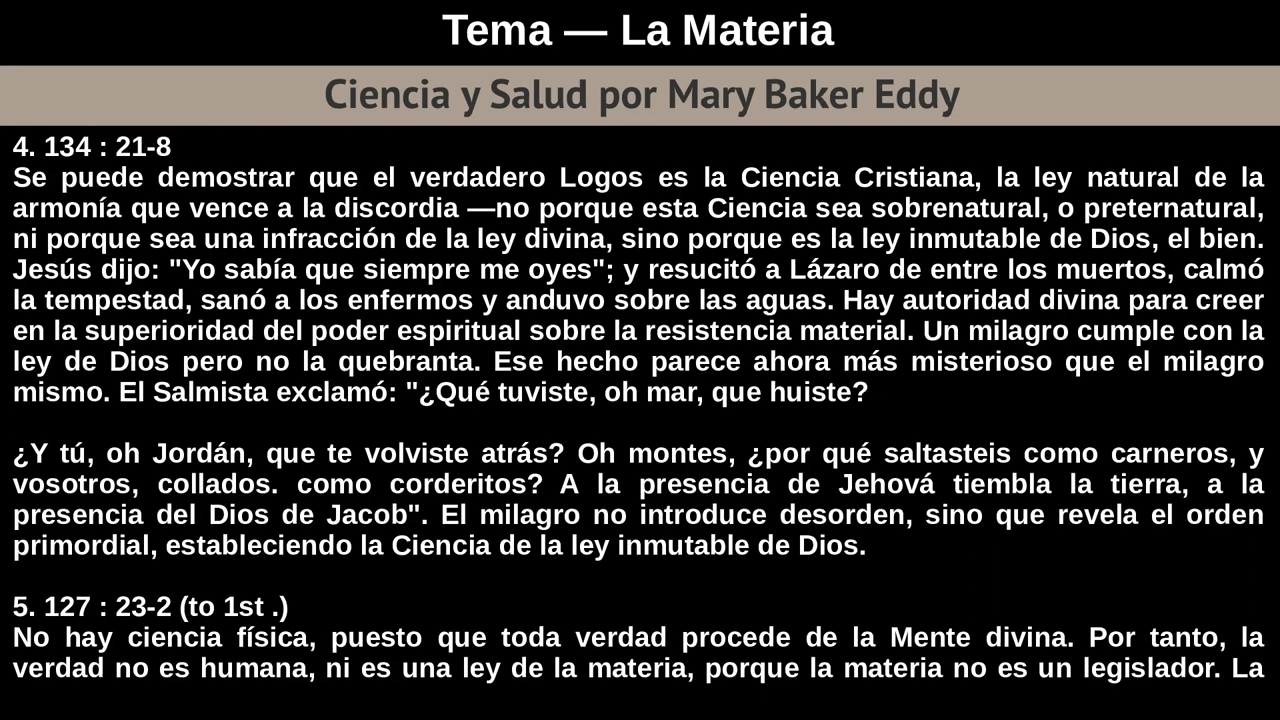 Tema — La Materia
Ciencia y Salud por Mary Baker Eddy
4. 134 : 21-8
Se puede demostrar que el verdadero Logos es la Ciencia Cristiana, la ley natural de la
armonía que vence a la discordia —no porque esta Ciencia sea sobrenatural, o preternatural,
ni porque sea una infracción de la ley divina, sino porque es la ley inmutable de Dios, el bien.
Jesús dijo: "Yo sabía que siempre me oyes"; y resucitó a Lázaro de entre los muertos, calmó
la tempestad, sanó a los enfermos y anduvo sobre las aguas. Hay autoridad divina para creer
en la superioridad del poder espiritual sobre la resistencia material. Un milagro cumple con la
ley de Dios pero no la quebranta. Ese hecho parece ahora más misterioso que el milagro
mismo. El Salmista exclamó: "¿Qué tuviste, oh mar, que huiste?
¿Y tú, oh Jordán, que te volviste atrás? Oh montes, ¿por qué saltasteis como carneros, y
vosotros, collados. como corderitos? A la presencia de Jehová tiembla la tierra, a la
presencia del Dios de Jacob". El milagro no introduce desorden, sino que revela el orden
primordial, estableciendo la Ciencia de la ley inmutable de Dios.
5. 127 : 23-2 (to 1st .)
No hay ciencia física, puesto que toda verdad procede de la Mente divina. Por tanto, la
verdad no es humana, ni es una ley de la materia, porque la materia no es un legislador. La